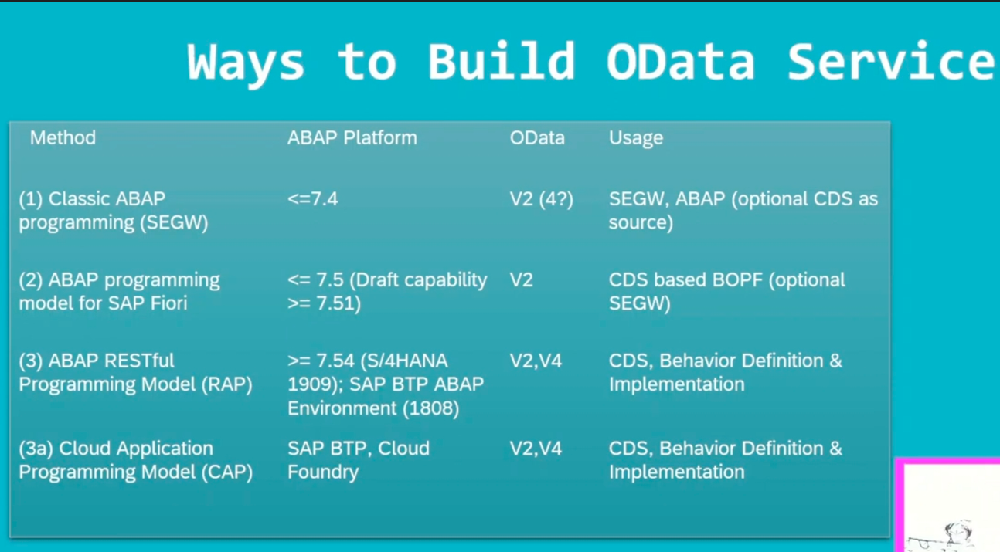 Ways to Build OData Service
Method ABAP Platform OData Usage
(1) Classic ABAP <=7.4 V2 (4?) SEGW, ABAP (optional CDS as
programming (SEGW) source)
(2) ABAP programming <= 7.5 (Draft capability V2 CDS based BOPF (optional
model for SAP Fiori >= 7.51) SEGW)
(3) ABAP RESTful >= 7.54 (S/4HANA V2,V4 CDS, Behavior Definition &
Programming Model (RAP) 1909); SAP BTP ABAP Implementation
Environment (1808)
(3a) Cloud Application SAP BTP, Cloud V2,V4 CDS, Behavior Definition &
Programming Model (CAP) Foundry Implementation